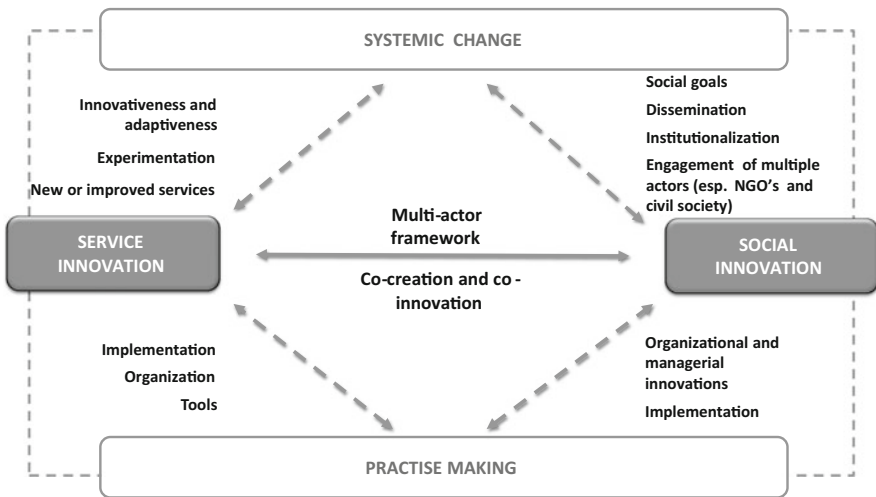 SYSTEMIC CHANGE
Innovativeness and
adaptiveness
Experimentation
New or improved services
Social goals
Dissemination
Institutionalization
Engagement of multiple
actors (esp. NGO's and
civil society)
SERVICE
INNOVATION
Multi-actor
framework
Co-creation and co -
innovation
SOCIAL
INNOVATION
Implementation
Organization
Tools
Organizational and
managerial
innovations
Implementation
PRACTISE MAKING